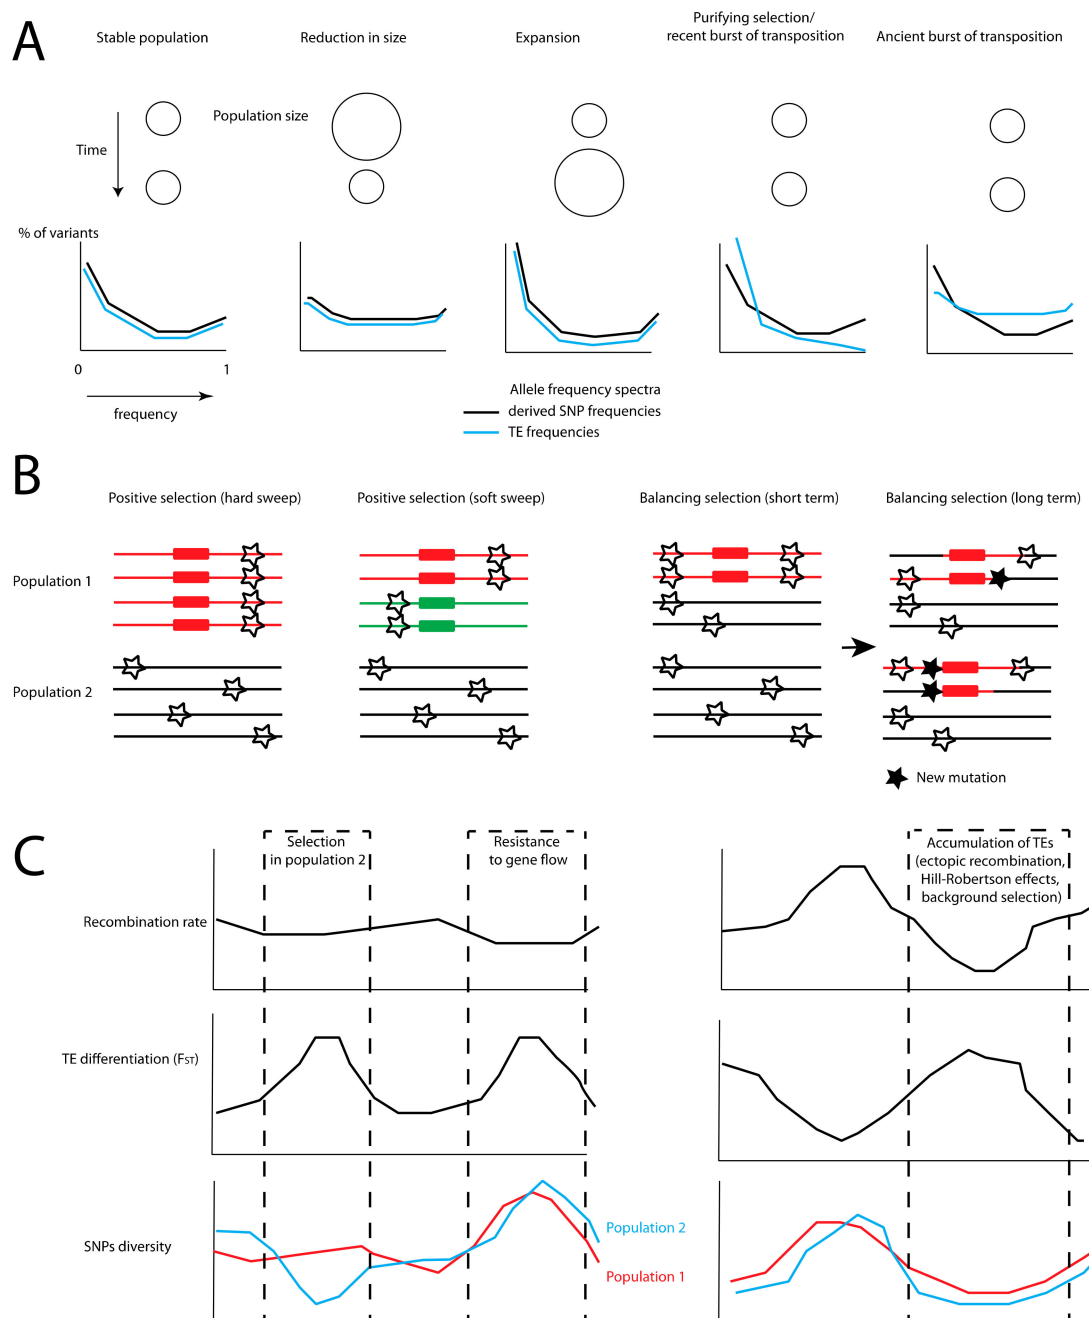 A
Stable population
Reduction in size
Expansion
Purifying selection/
recent burst of transposition
Ancient burst of transposition
Population size
Time
% of variants
0
1
frequency
Allele frequency spectra
derived SNP frequencies
TE frequencies
B
Positive selection (hard sweep)
Positive selection (soft sweep)
Balancing selection (short term)
Balancing selection (long term)
Population 1
Population 2
New mutation
C
Selection
in population 2
Resistance
to gene flow
Accumulation of TEs
(ectopic recombination,
Hill-Robertson effects,
background selection)
Recombination rate
TE differentiation (FST)
SNPs diversity
Population 2
Population 1